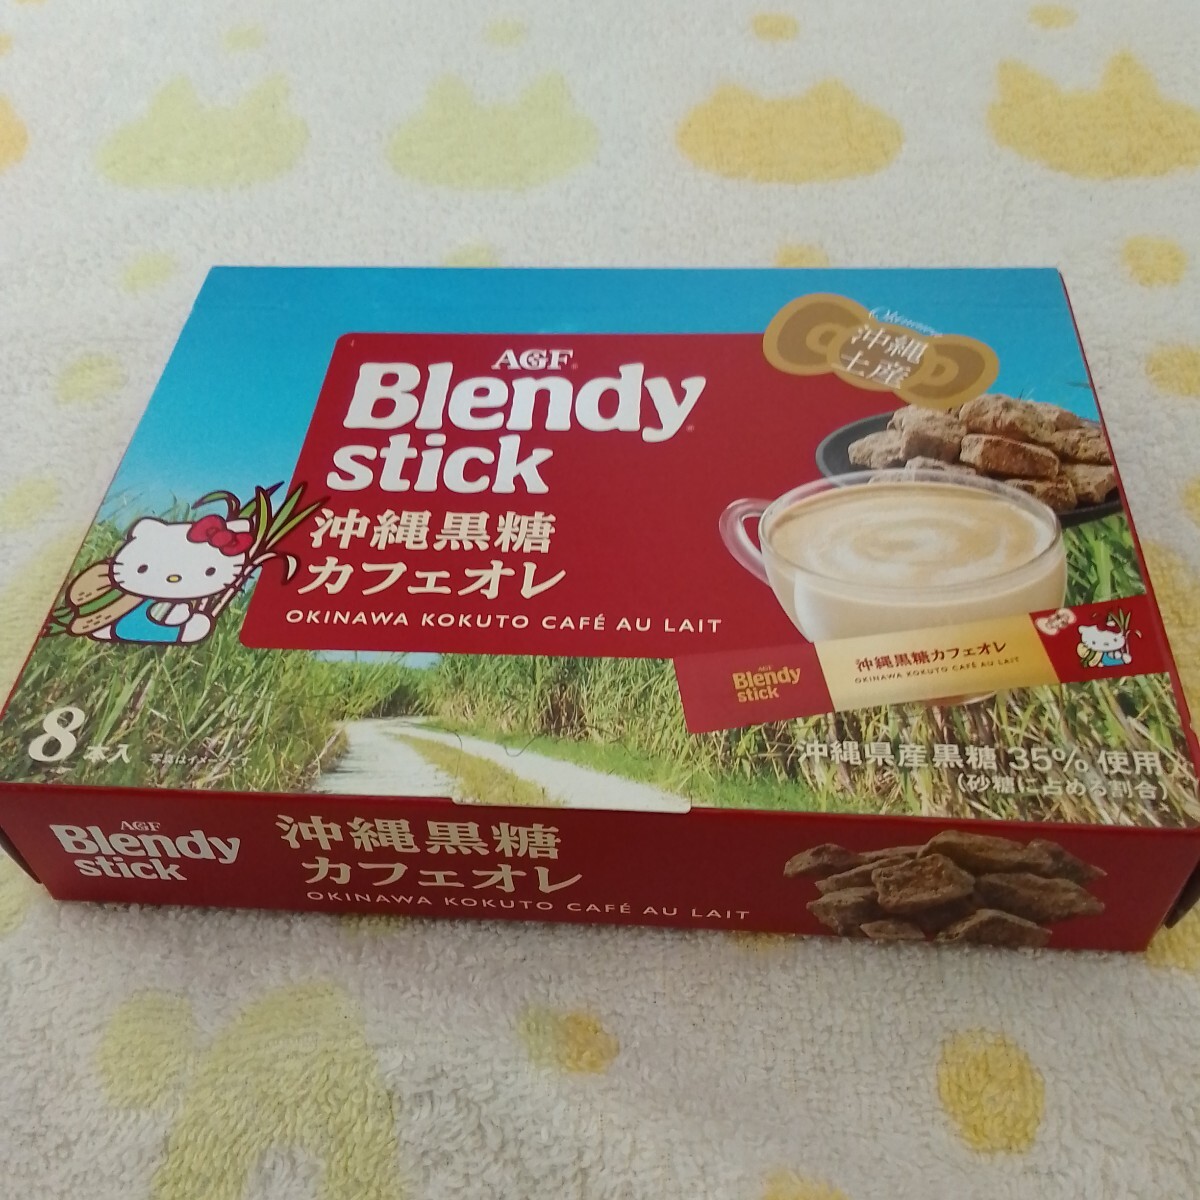 Okinawa
沖縄
土産
AGF®
Blendy®
stick
沖縄黒糖
カフェオレ
OKINAWA KOKUTO CAFÉ AU LAIT
AGF
Blendy
stick
沖縄黒糖カフェオレ
OKINAWA KOKUTO CAFÉ AU LAIT
8本入
写真はイメージです
沖縄県産黒糖 35% 使用
(砂糖に占める割合)
AGF
Blendy
stick
沖縄黒糖
カフェオレ
OKINAWA KOKUTO CAFÉ AU LAIT